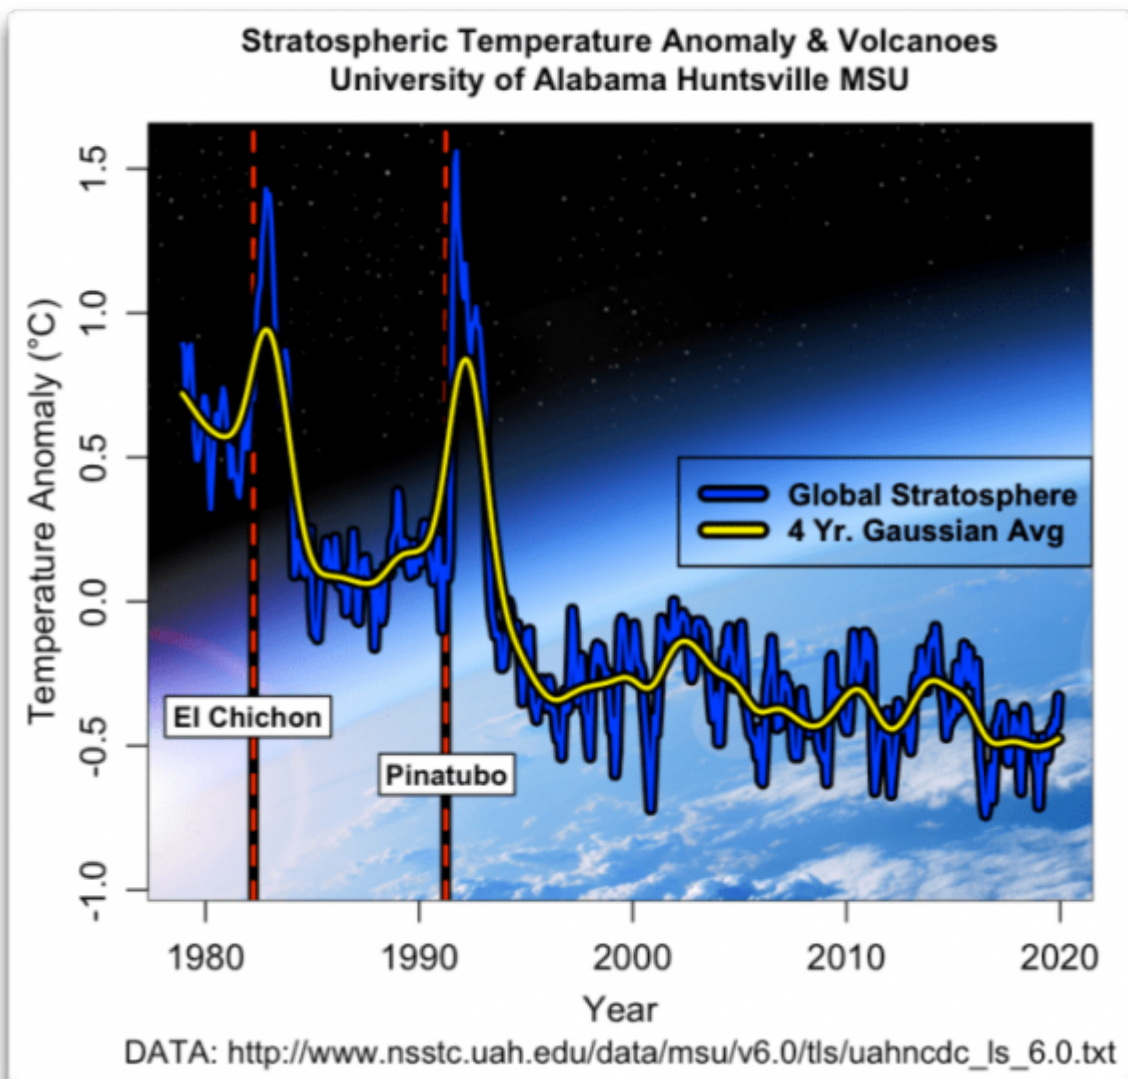 Stratospheric Temperature Anomaly & Volcanoes
University of Alabama Huntsville MSU
Temperature Anomaly (°C)
1.5
1.0
0.5
0.0
-0.5
-1.0
Global Stratosphere
4 Yr. Gaussian Avg
El Chichon
Pinatubo
1980 1990 2000 2010 2020
Year
DATA: http://www.nsstc.uah.edu/data/msu/v6.0/tls/uahncdc_ls_6.0.txt